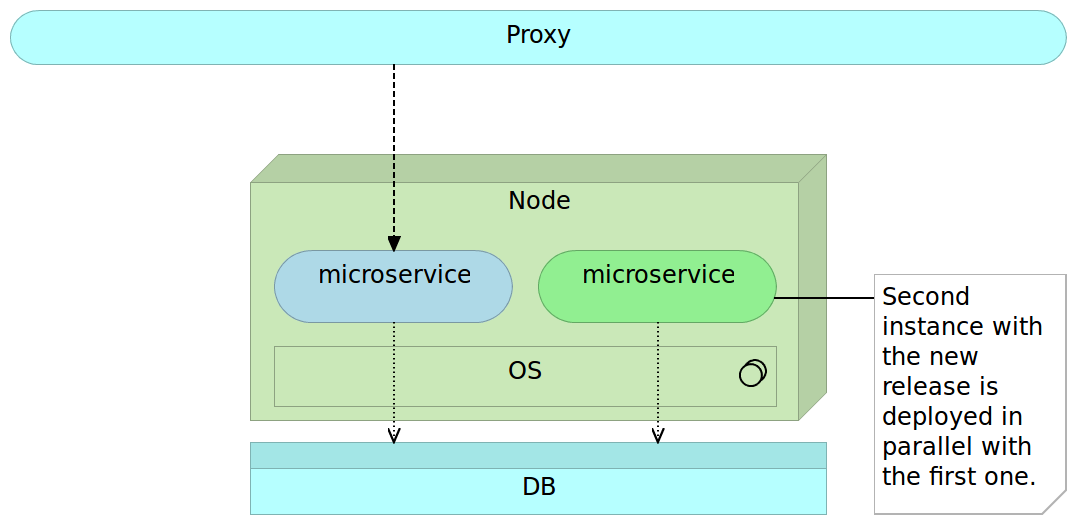 Proxy
Node
microservice
microservice
OS
DB
Second
instance with
the new
release is
deployed in
parallel with
the first one.